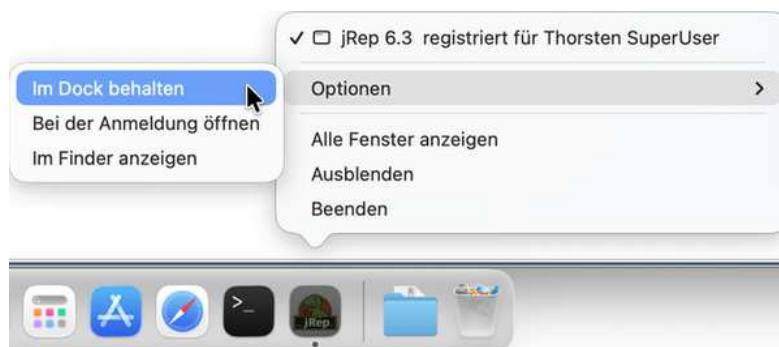 jRep 6.3 registriert für Thorsten SuperUser
Optionen
Im Dock behalten
Bei der Anmeldung öffnen
Im Finder anzeigen
Alle Fenster anzeigen
Ausblenden
Beenden
>_
jRep